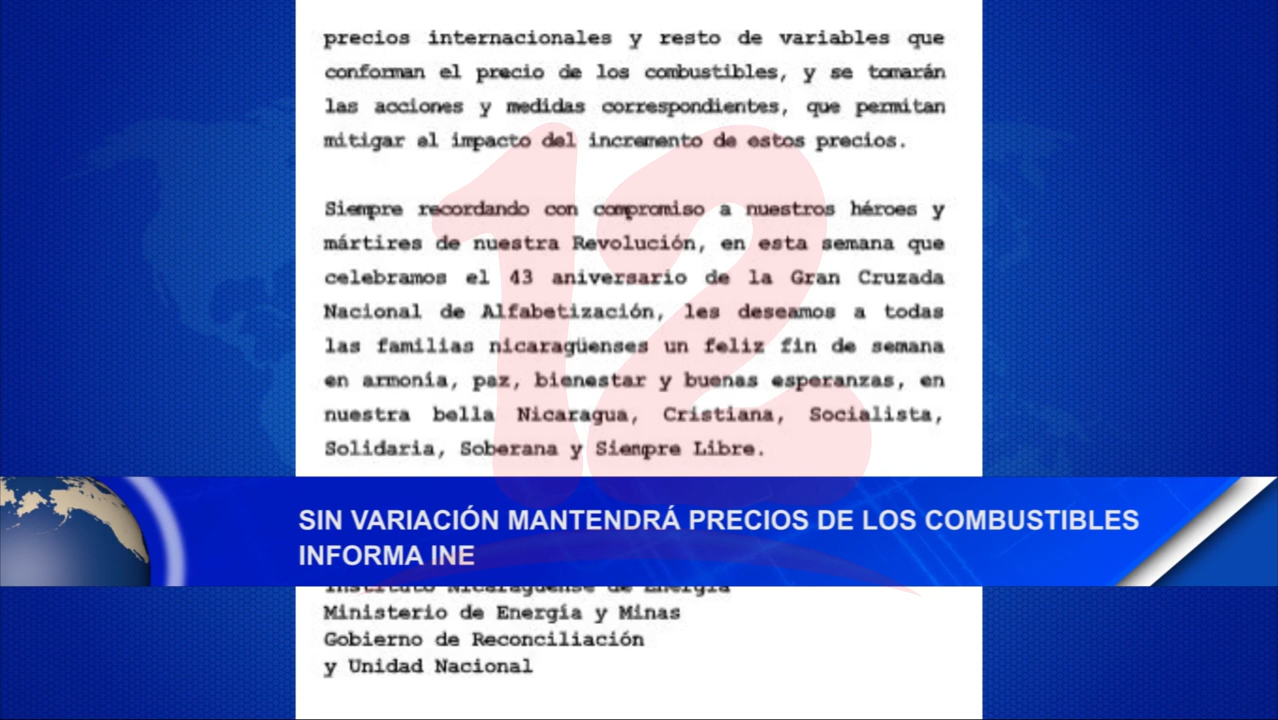 precios internacionales y resto de variables que
conforman el precio de los combustibles, y se tomarán
las acciones y medidas correspondientes, que permitan
mitigar el impacto del incremento de estos precios.
Siempre recordando con compromiso a nuestros héroes y
mártires de nuestra Revolución, en esta semana que
celebramos el 43 aniversario de la Gran Cruzada
Nacional de Alfabetización, les deseamos a todas
las familias nicaragüenses un feliz fin de semana
en armonía, paz, bienestar y buenas esperanzas, en
nuestra bella Nicaragua, Cristiana, Socialista,
Solidaria, Soberana y Siempre Libre.
12
SIN VARIACIÓN MANTENDRÁ PRECIOS DE LOS COMBUSTIBLES
INFORMA INE
Instituto Nicaragüense de Energía
Ministerio de Energía y Minas
Gobierno de Reconciliación
y Unidad Nacional